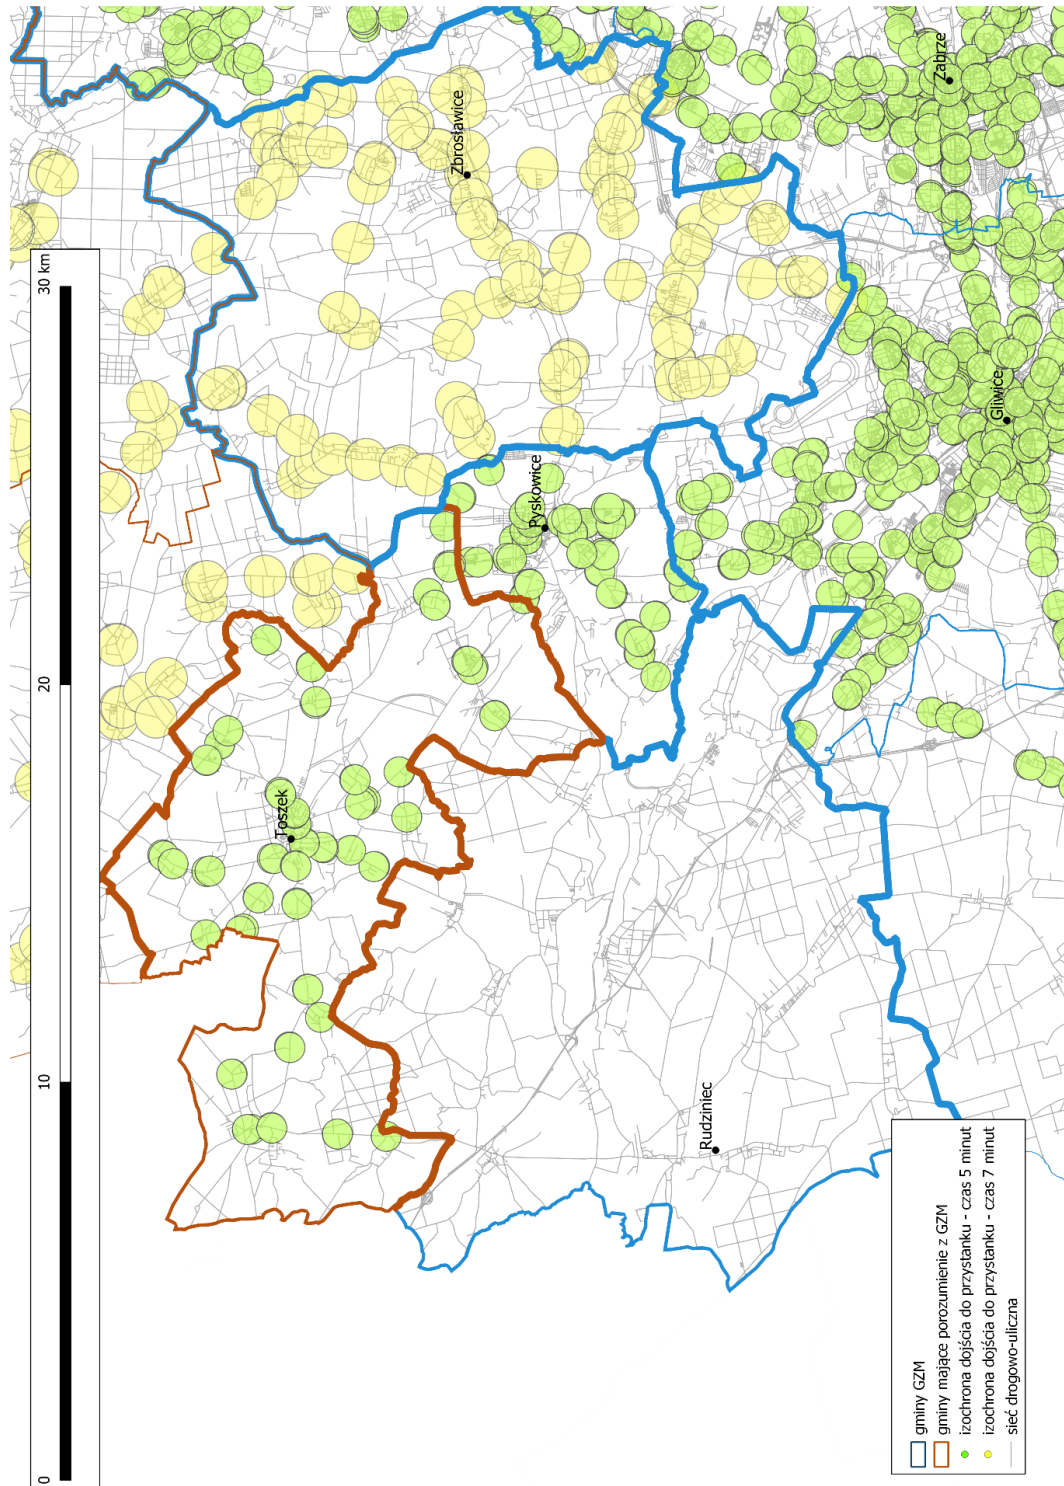 0
10
20
30 km
Toszek
Pyskowice
Zbrosławice
Rudziniec
Gliwice
Zabrze
gminy GZM
gminy mające porozumienie z GZM
izochrona dojścia do przystanku - czas 5 minut
izochrona dojścia do przystanku - czas 7 minut
sieć drogowo-uliczna